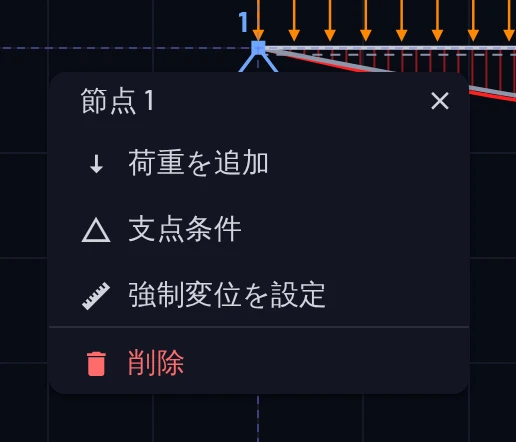 1
節点 1
荷重を追加
支点条件
強制変位を設定
削除